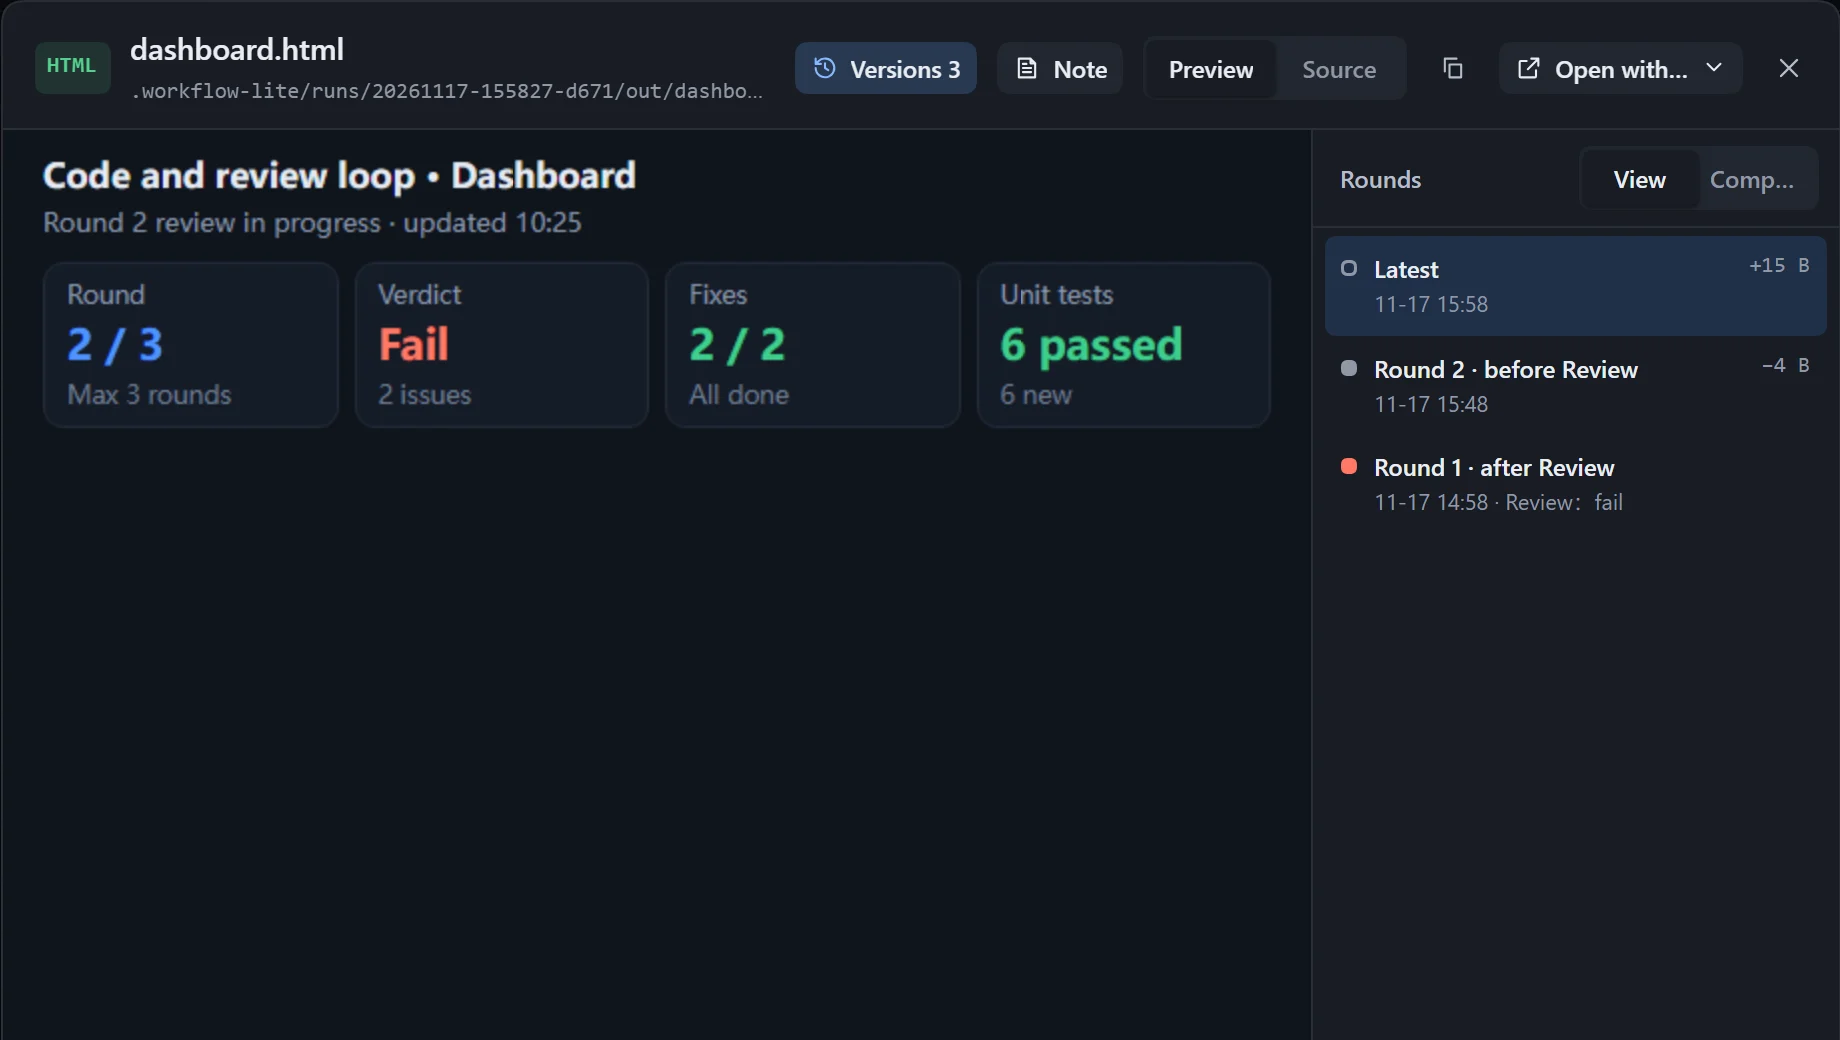 HTML
dashboard.html
.workflow-lite/runs/20261117-155827-d671/out/dashbo...
Versions 3
Note
Preview
Source
Open with...
Code and review loop • Dashboard
Round 2 review in progress · updated 10:25
Round
2 / 3
Max 3 rounds
Verdict
Fail
2 issues
Fixes
2 / 2
All done
Unit tests
6 passed
6 new
Rounds
View
Comp...
Latest
+15 B
11-17 15:58
Round 2 · before Review
−4 B
11-17 15:48
Round 1 · after Review
11-17 14:58 · Review：fail